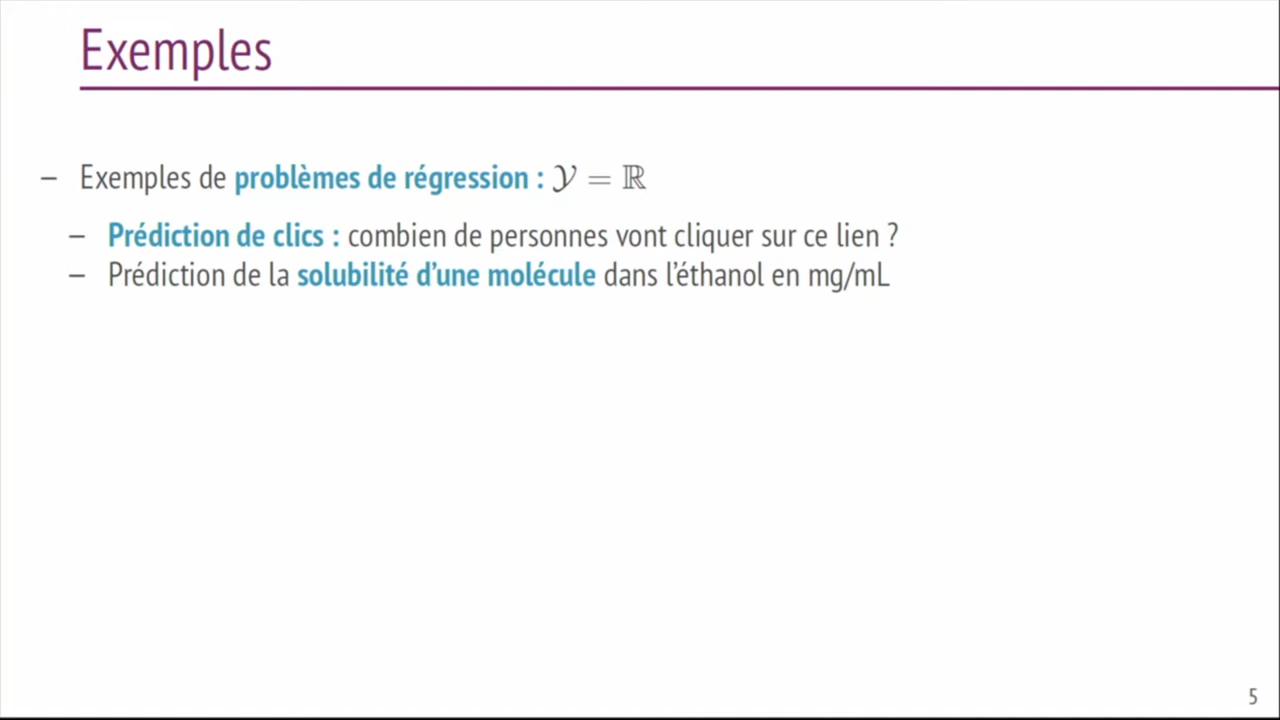 Exemples
– Exemples de problèmes de régression : 𝒴 = ℝ
– Prédiction de clics : combien de personnes vont cliquer sur ce lien ?
– Prédiction de la solubilité d’une molécule dans l’éthanol en mg/mL
5